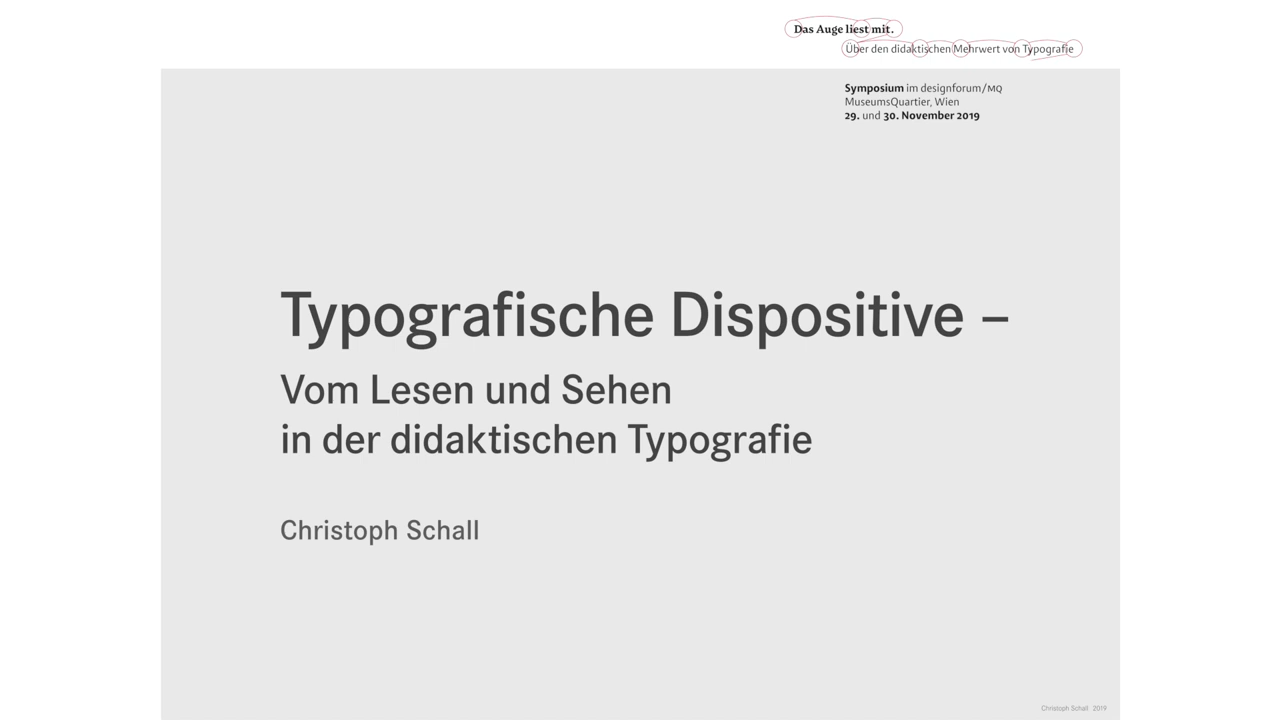 Das Auge liest mit.
Über den didaktischen Mehrwert von Typografie
Symposium im designforum/MQ
MuseumsQuartier, Wien
29. und 30. November 2019
Typografische Dispositive –
Vom Lesen und Sehen
in der didaktischen Typografie
Christoph Schall
Christoph Schall 2019